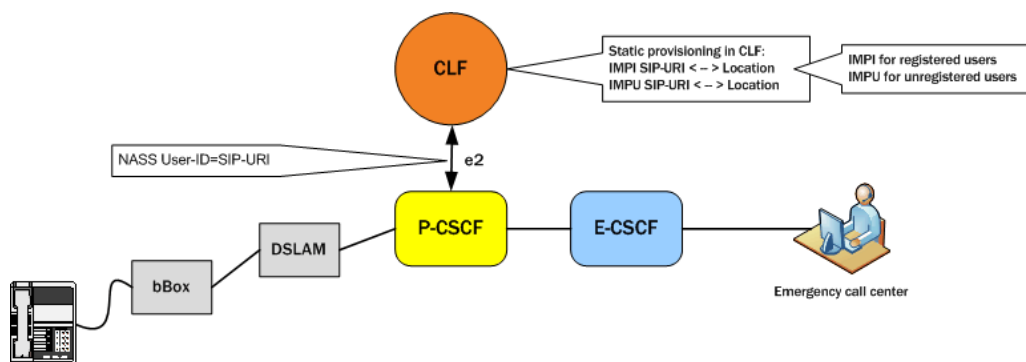 CLF
Static provisioning in CLF:
IMPI SIP-URI < -- > Location
IMPU SIP-URI < -- > Location
IMPI for registered users
IMPU for unregistered users
NASS User-ID=SIP-URI
e2
P-CSCF
E-CSCF
DSLAM
bBox
Emergency call center